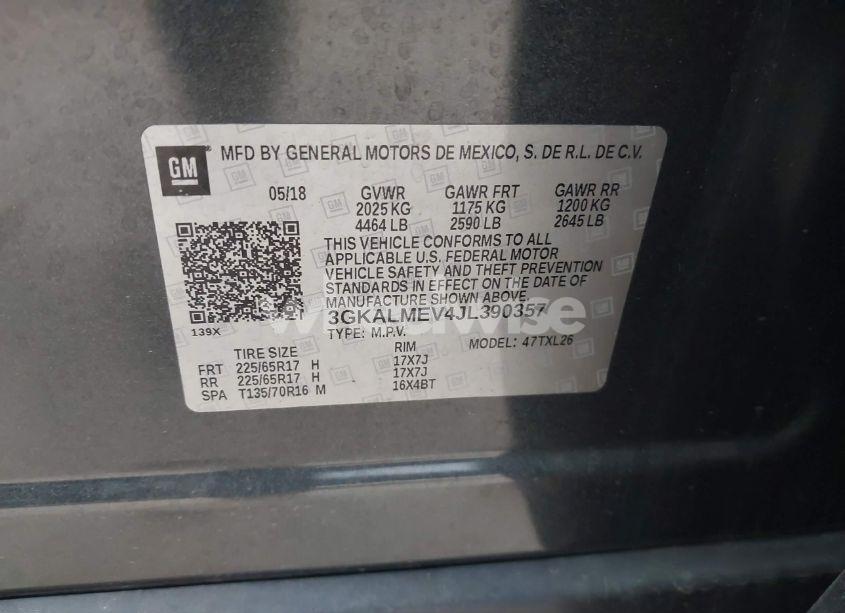 GM
MFD BY GENERAL MOTORS DE MEXICO, S. DE R.L. DE C.V.
05/18 GVWR GAWR FRT GAWR RR
2025 KG 1175 KG 1200 KG
4464 LB 2590 LB 2645 LB
THIS VEHICLE CONFORMS TO ALL
APPLICABLE U.S. FEDERAL MOTOR
VEHICLE SAFETY AND THEFT PREVENTION
STANDARDS IN EFFECT ON THE DATE OF
MANUFACTURE SHOWN ABOVE.
139X
3GKALMEV4JL390357
TYPE: M.P.V. MODEL: 47TXL26
TIRE SIZE RIM
FRT 225/65R17 H 17X7J
RR 225/65R17 H 17X7J
SPA T135/70R16 M 16X4BT